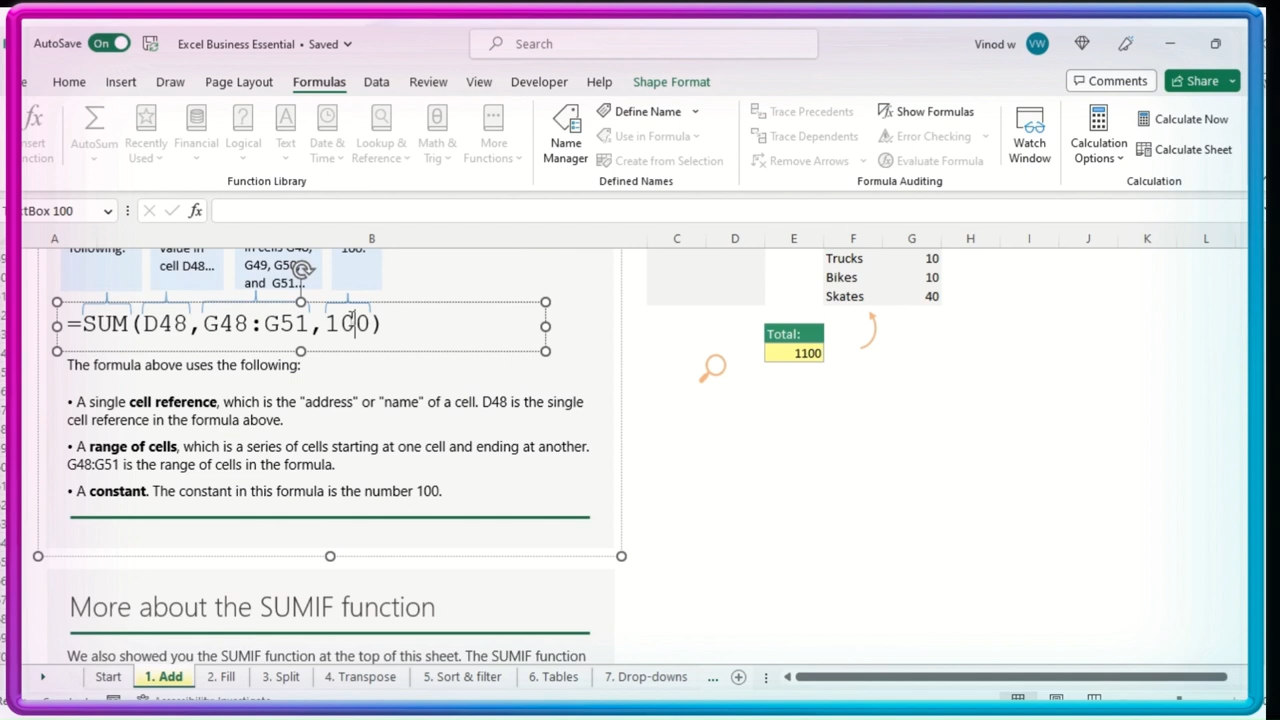 AutoSave On Excel Business Essential • Saved Search Vinod w VW
Home Insert Draw Page Layout Formulas Data Review View Developer Help Shape Format Comments Share
fx AutoSum Recently Used Financial Logical Text Date & Time Lookup & Reference Math & Trig More Functions
Function Library
Name Manager Define Name
Use in Formula
Create from Selection
Defined Names
Trace Precedents Show Formulas
Trace Dependents Error Checking
Remove Arrows Evaluate Formula
Watch Window
Formula Auditing
Calculation Options Calculate Now
Calculate Sheet
Calculation
TextBox 100 fx
A B C D E F G H I J K L
following:
value in
cell D48...
in cells G48,
G49, G50,
and G51...
100.
=SUM(D48,G48:G51,100)
The formula above uses the following:
• A single cell reference, which is the "address" or "name" of a cell. D48 is the single
cell reference in the formula above.
• A range of cells, which is a series of cells starting at one cell and ending at another.
G48:G51 is the range of cells in the formula.
• A constant. The constant in this formula is the number 100.
Trucks 10
Bikes 10
Skates 40
Total:
1100
More about the SUMIF function
We also showed you the SUMIF function at the top of this sheet. The SUMIF function
Start 1. Add 2. Fill 3. Split 4. Transpose 5. Sort & filter 6. Tables 7. Drop-downs ...